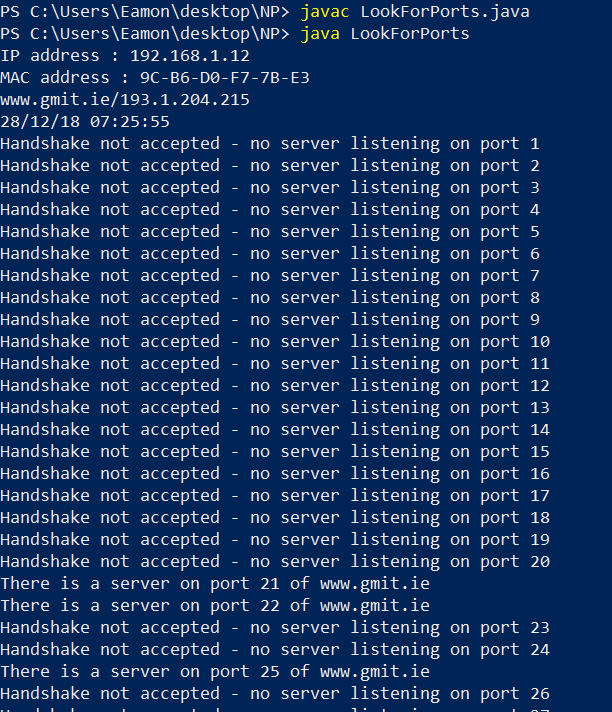 PS C:\Users\Eamon\desktop\NP> javac LookForPorts.java
PS C:\Users\Eamon\desktop\NP> java LookForPorts
IP address : 192.168.1.12
MAC address : 9C-B6-D0-F7-7B-E3
www.gmit.ie/193.1.204.215
28/12/18 07:25:55
Handshake not accepted - no server listening on port 1
Handshake not accepted - no server listening on port 2
Handshake not accepted - no server listening on port 3
Handshake not accepted - no server listening on port 4
Handshake not accepted - no server listening on port 5
Handshake not accepted - no server listening on port 6
Handshake not accepted - no server listening on port 7
Handshake not accepted - no server listening on port 8
Handshake not accepted - no server listening on port 9
Handshake not accepted - no server listening on port 10
Handshake not accepted - no server listening on port 11
Handshake not accepted - no server listening on port 12
Handshake not accepted - no server listening on port 13
Handshake not accepted - no server listening on port 14
Handshake not accepted - no server listening on port 15
Handshake not accepted - no server listening on port 16
Handshake not accepted - no server listening on port 17
Handshake not accepted - no server listening on port 18
Handshake not accepted - no server listening on port 19
Handshake not accepted - no server listening on port 20
There is a server on port 21 of www.gmit.ie
There is a server on port 22 of www.gmit.ie
Handshake not accepted - no server listening on port 23
Handshake not accepted - no server listening on port 24
There is a server on port 25 of www.gmit.ie
Handshake not accepted - no server listening on port 26